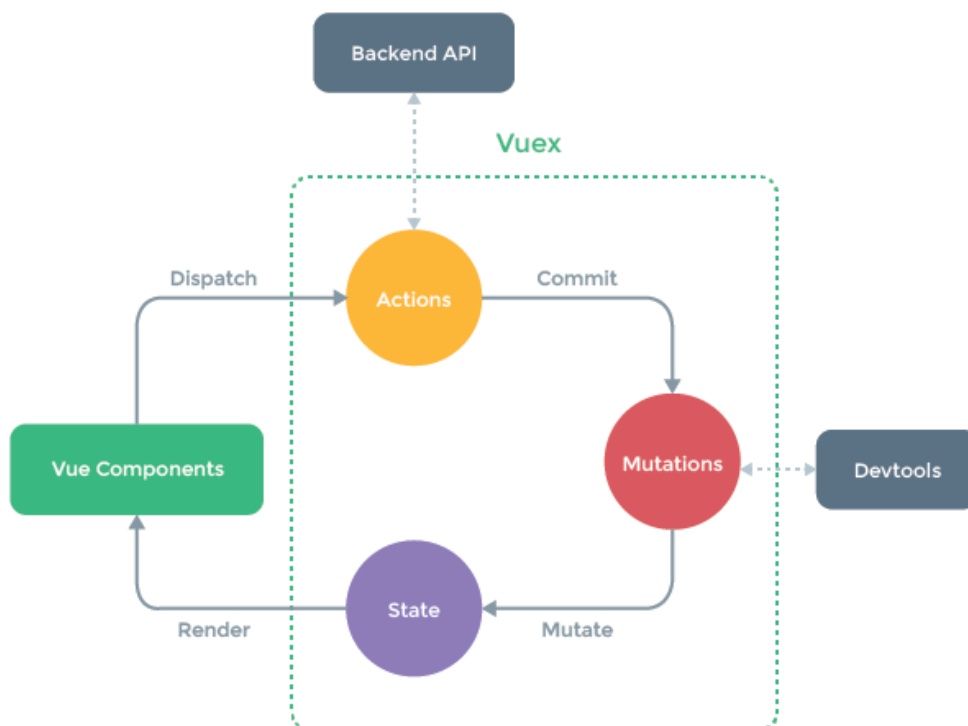 Backend API
Vuex
Dispatch
Commit
Actions
Vue Components
Mutations
Devtools
State
Render
Mutate